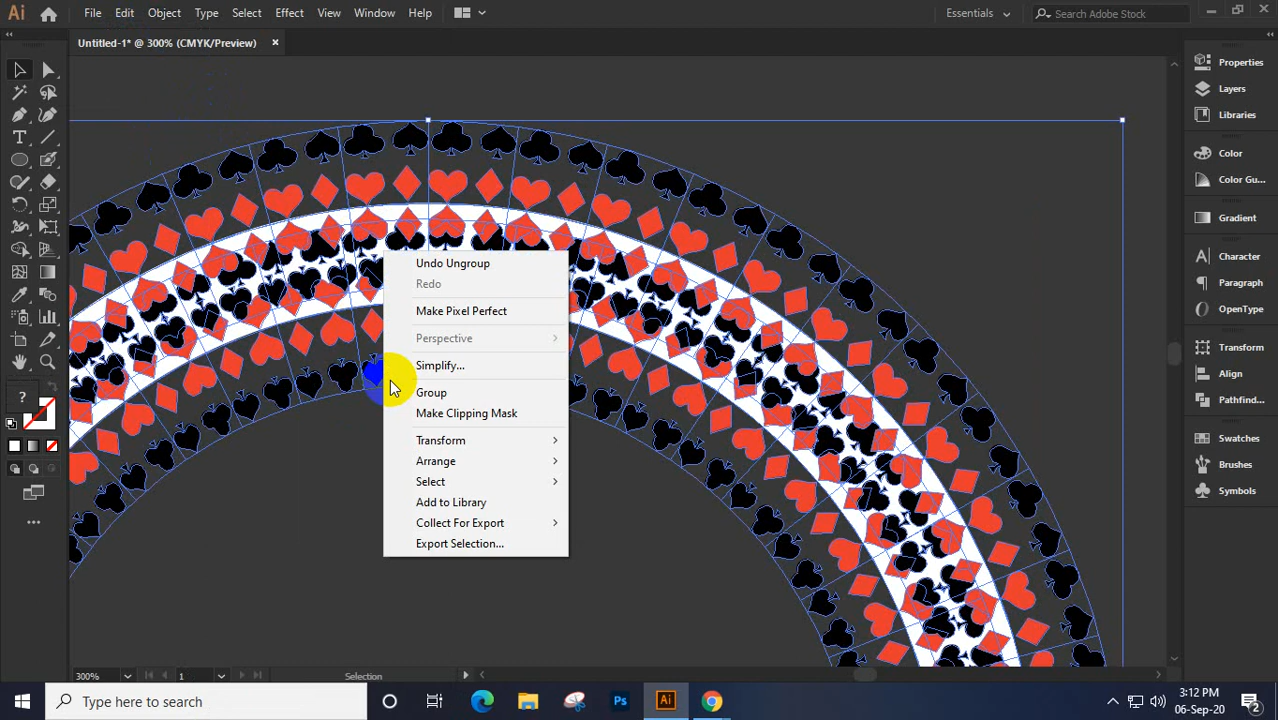 Ai File Edit Object Type Select Effect View Window Help Essentials Search Adobe Stock
Untitled-1* @ 300% (CMYK/Preview)
Properties
Layers
Libraries
Color
Color Gu...
Gradient
Character
Paragraph
OpenType
Transform
Align
Pathfind...
Swatches
Brushes
Symbols
Undo Ungroup
Redo
Make Pixel Perfect
Perspective
Simplify...
Group
Make Clipping Mask
Transform
Arrange
Select
Add to Library
Collect For Export
Export Selection...
?
300% 1 Selection
Type here to search
Ps
Ai
3:12 PM
06-Sep-20
2